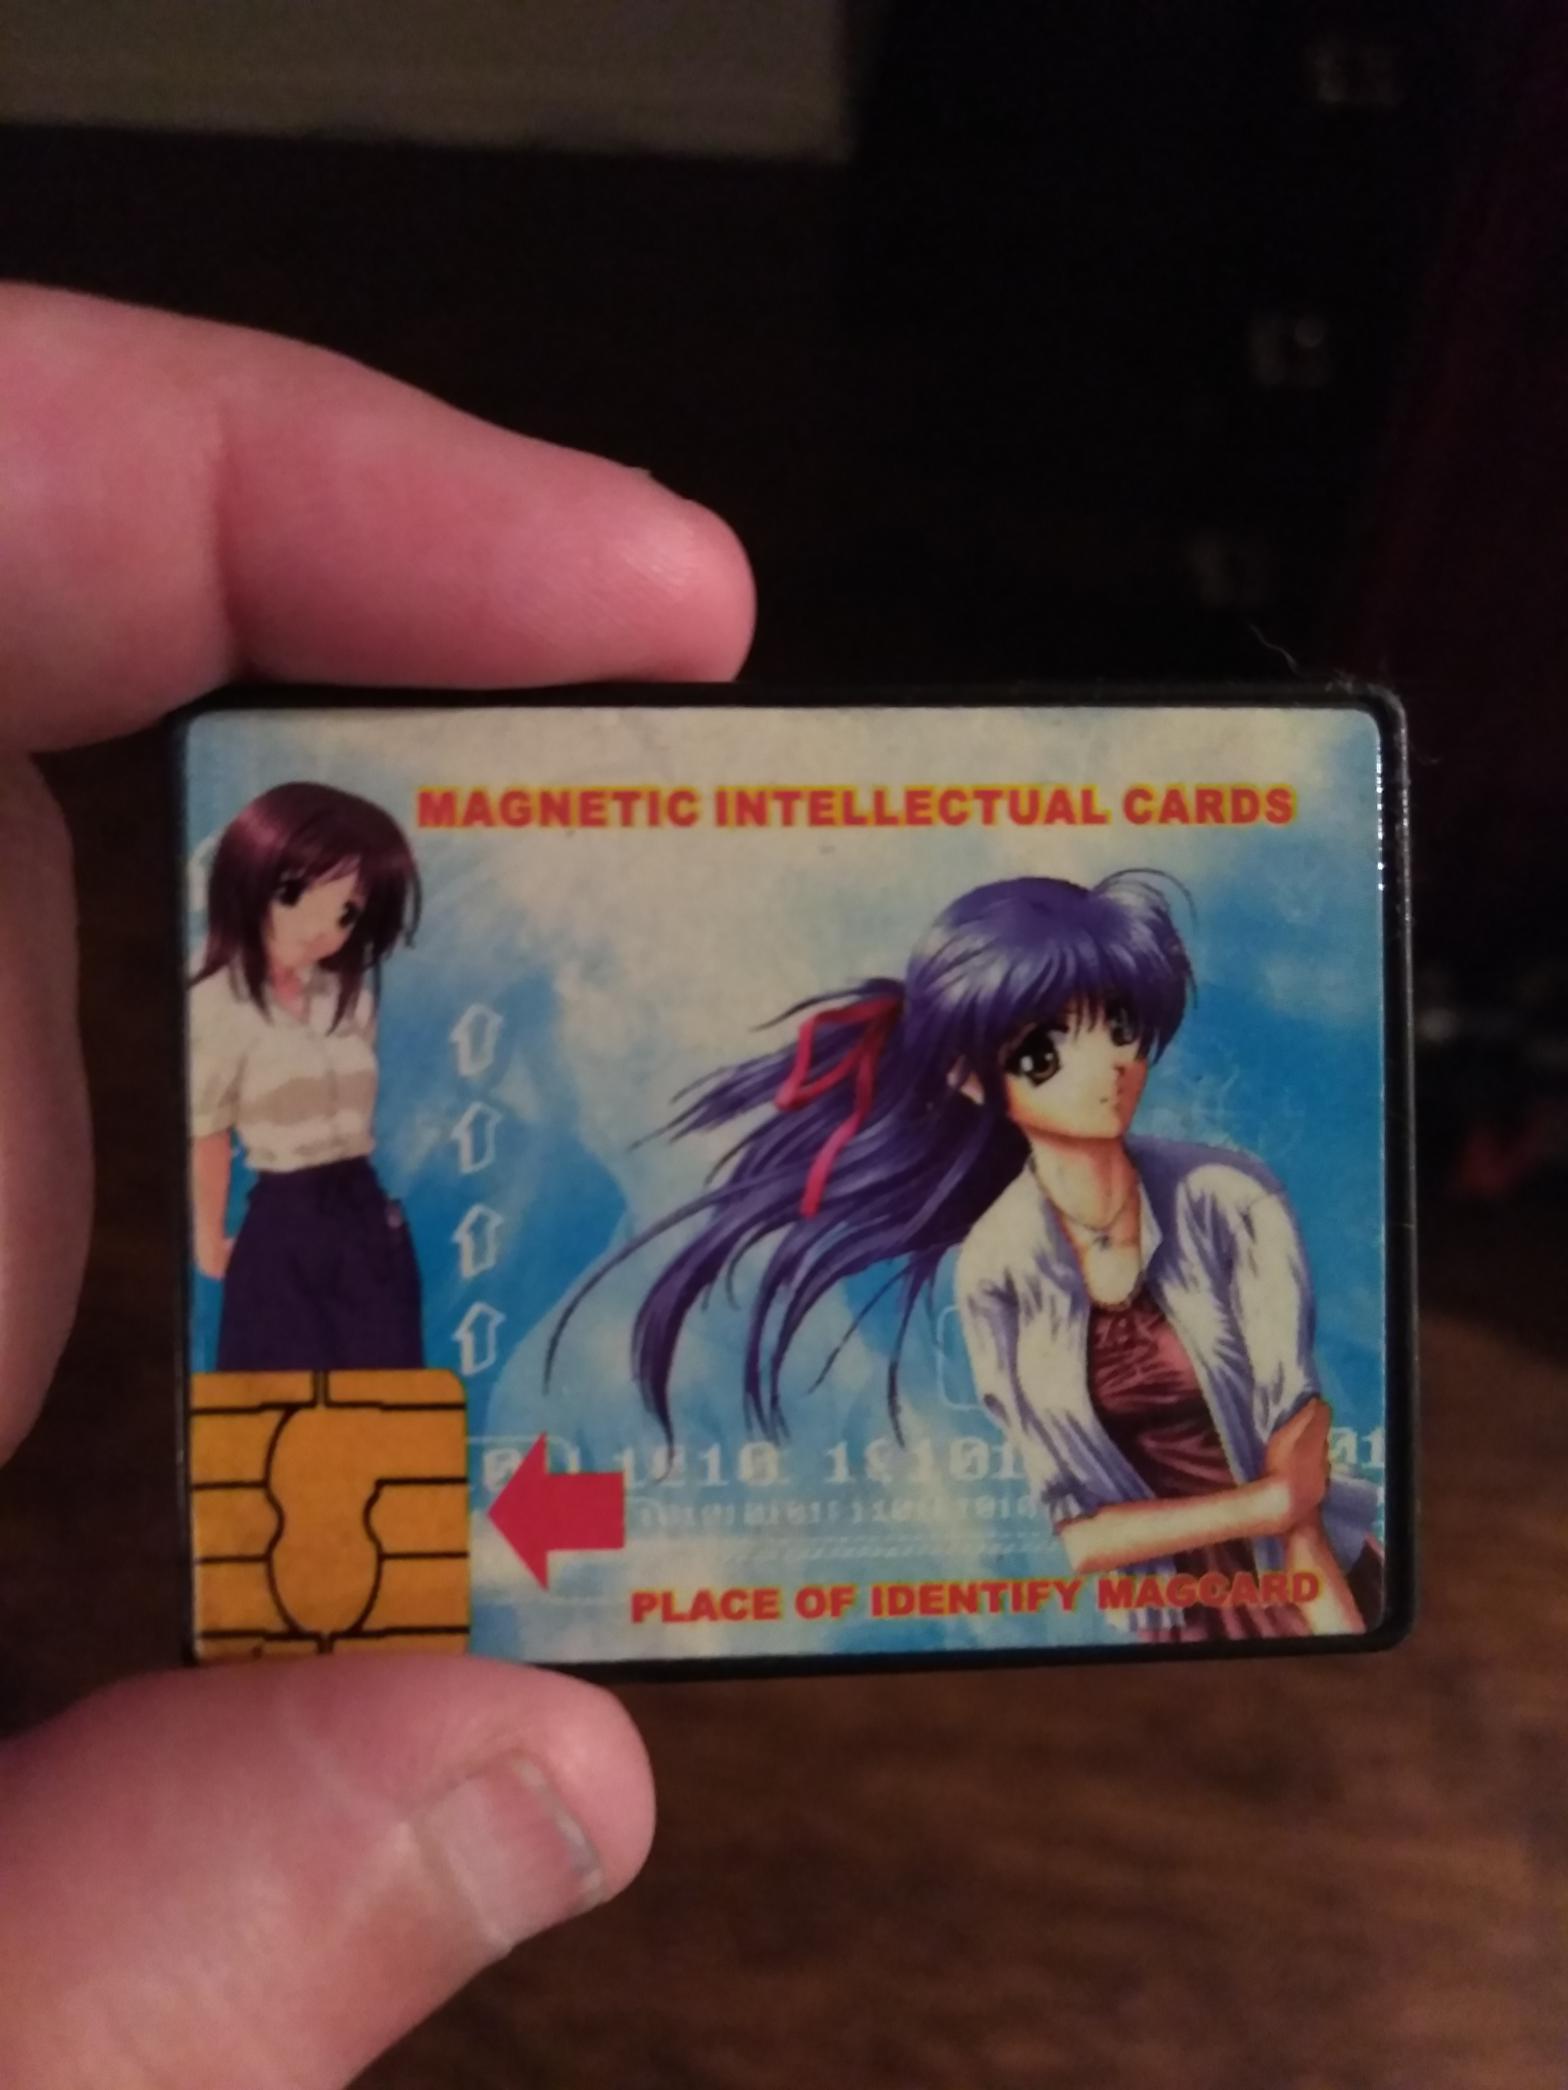 MAGNETIC INTELLECTUAL CARDS
PLACE OF IDENTIFY MAGCARD